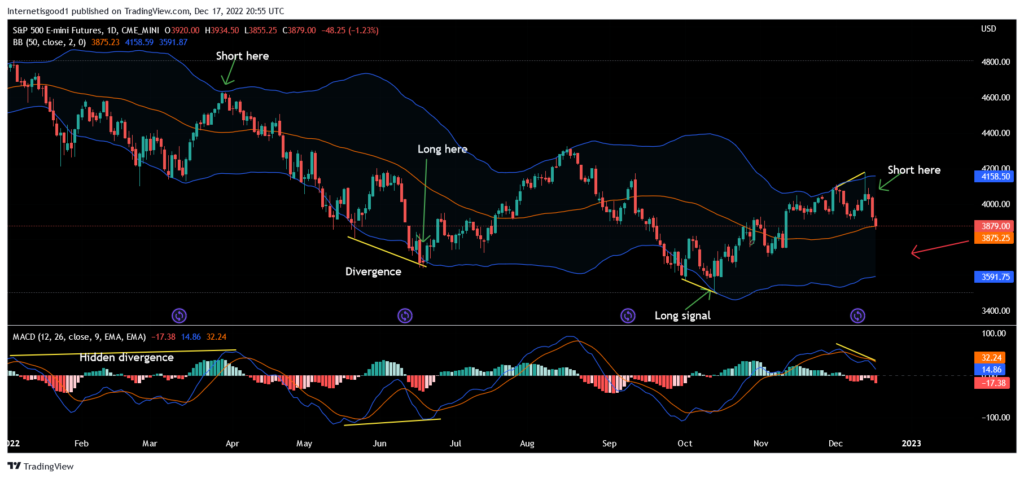 Internetisgood1 published on TradingView.com, Dec 17, 2022 20:55 UTC
S&P 500 E-mini Futures, 1D, CME_MINI O3920.00 H3934.50 L3855.25 C3879.00 -48.25 (-1.23%)
USD
BB (50, close, 2, 0) 3875.23 4158.59 3591.87
Short here
4800.00
4600.00
4400.00
Long here
4200.00
Short here
4158.50
4000.00
3879.00
3875.25
Divergence
3591.75
Long signal
3400.00
MACD (12, 26, close, 9, EMA, EMA) -17.38 14.86 32.24
100.00
Hidden divergence
32.24
14.86
-17.38
-100.00
2022 Feb Mar Apr May Jun Jul Aug Sep Oct Nov Dec 2023
TradingView